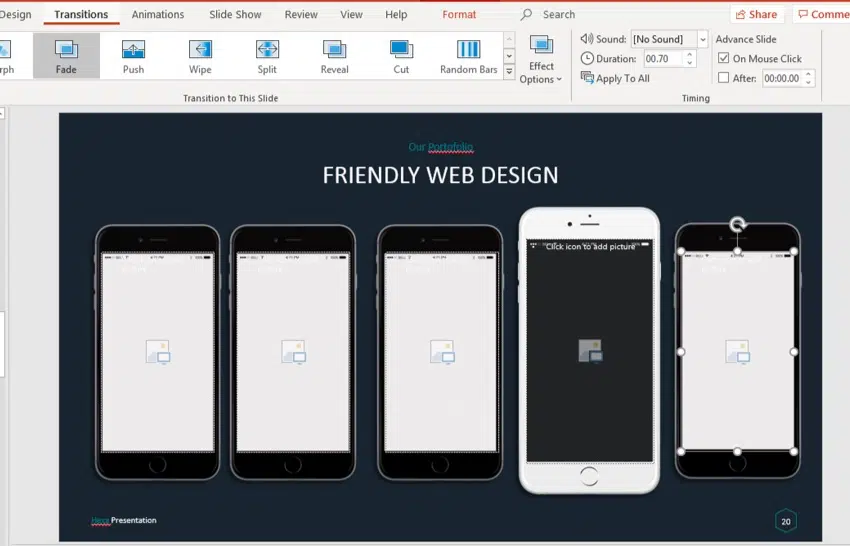 Design Transitions Animations Slide Show Review View Help Format Search Share Comme
rph Fade Push Wipe Split Reveal Cut Random Bars
Effect
Options
Sound: [No Sound]
Duration: 00.70
Apply To All
Advance Slide
On Mouse Click
After: 00:00.00
Transition to This Slide
Timing
Our Portofolio
FRIENDLY WEB DESIGN
Click icon to add picture
Presentation
20